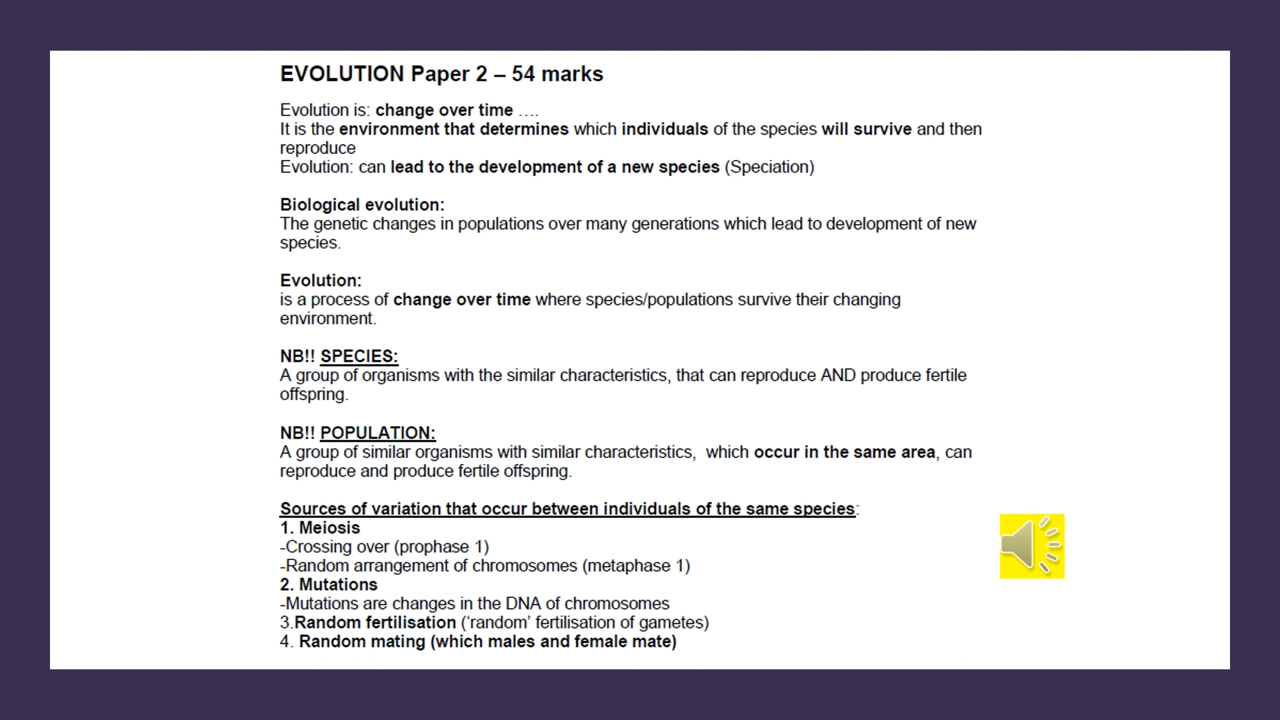 EVOLUTION Paper 2 – 54 marks
Evolution is: change over time ….
It is the environment that determines which individuals of the species will survive and then
reproduce
Evolution: can lead to the development of a new species (Speciation)
Biological evolution:
The genetic changes in populations over many generations which lead to development of new
species.
Evolution:
is a process of change over time where species/populations survive their changing
environment.
NB!! SPECIES:
A group of organisms with the similar characteristics, that can reproduce AND produce fertile
offspring.
NB!! POPULATION:
A group of similar organisms with similar characteristics,  which occur in the same area, can
reproduce and produce fertile offspring.
Sources of variation that occur between individuals of the same species:
1. Meiosis
-Crossing over (prophase 1)
-Random arrangement of chromosomes (metaphase 1)
2. Mutations
-Mutations are changes in the DNA of chromosomes
3.Random fertilisation (‘random’ fertilisation of gametes)
4. Random mating (which males and female mate)